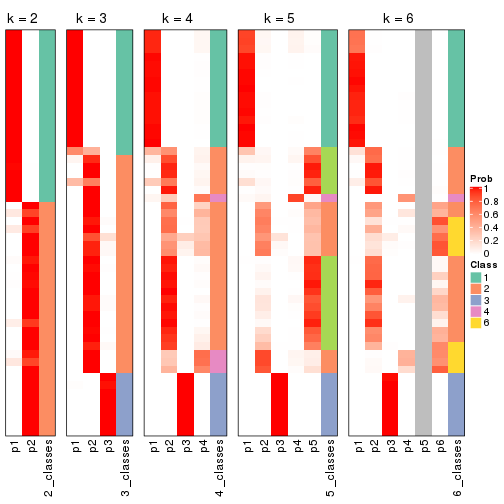 k = 2
k = 3
k = 4
k = 5
k = 6
Prob
1
0.8
0.6
0.4
0.2
0
Class
1
2
3
4
6
p1
p2
2_classes
p1
p2
p3
3_classes
p1
p2
p3
p4
4_classes
p1
p2
p3
p4
p5
5_classes
p1
p2
p3
p4
p5
p6
6_classes